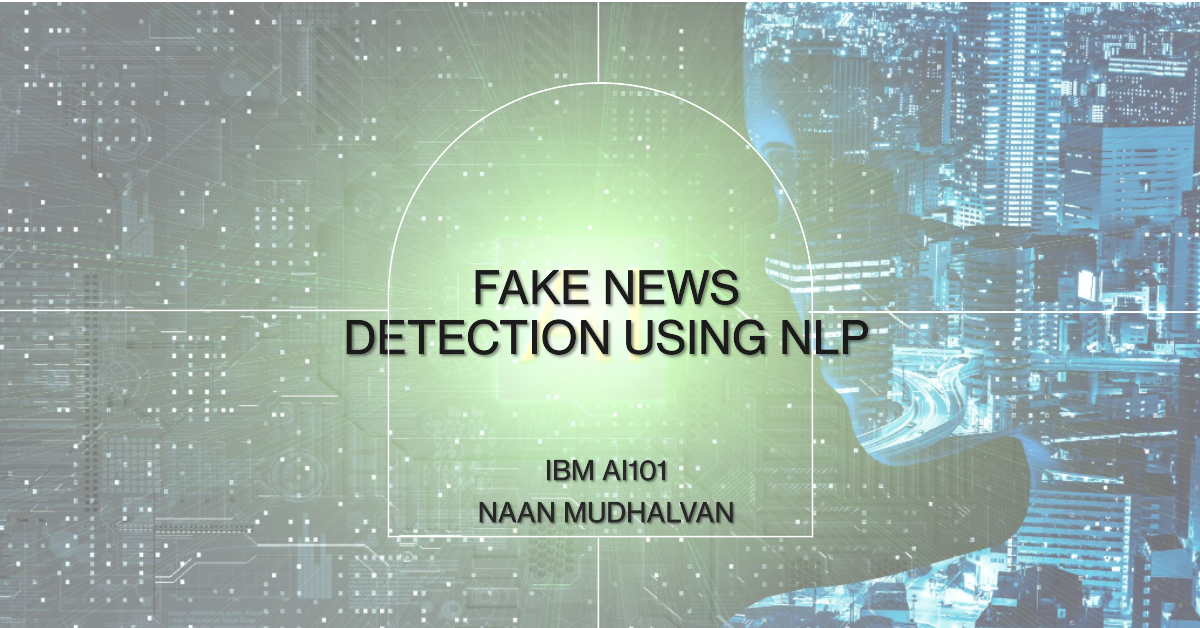 FAKE NEWS
DETECTION USING NLP
IBM AI101
NAAN MUDHALVAN